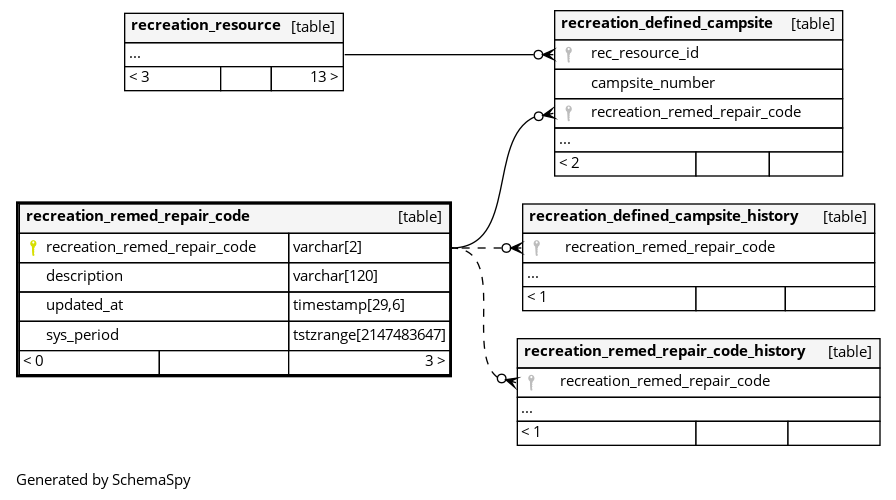 recreation_resource [table]
...
< 3 13 >
recreation_defined_campsite [table]
rec_resource_id
campsite_number
recreation_remed_repair_code
...
< 2
recreation_remed_repair_code [table]
recreation_remed_repair_code varchar[2]
description varchar[120]
updated_at timestamp[29,6]
sys_period tstzrange[2147483647]
< 0 3 >
recreation_defined_campsite_history [table]
recreation_remed_repair_code
...
< 1
recreation_remed_repair_code_history [table]
recreation_remed_repair_code
...
< 1
Generated by SchemaSpy